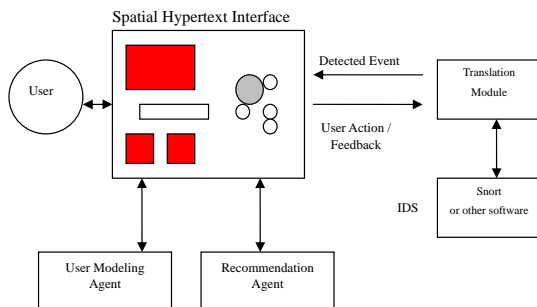 Spatial Hypertext Interface
User
Detected Event
User Action /
Feedback
Translation
Module
IDS
Snort
or other software
User Modeling
Agent
Recommendation
Agent